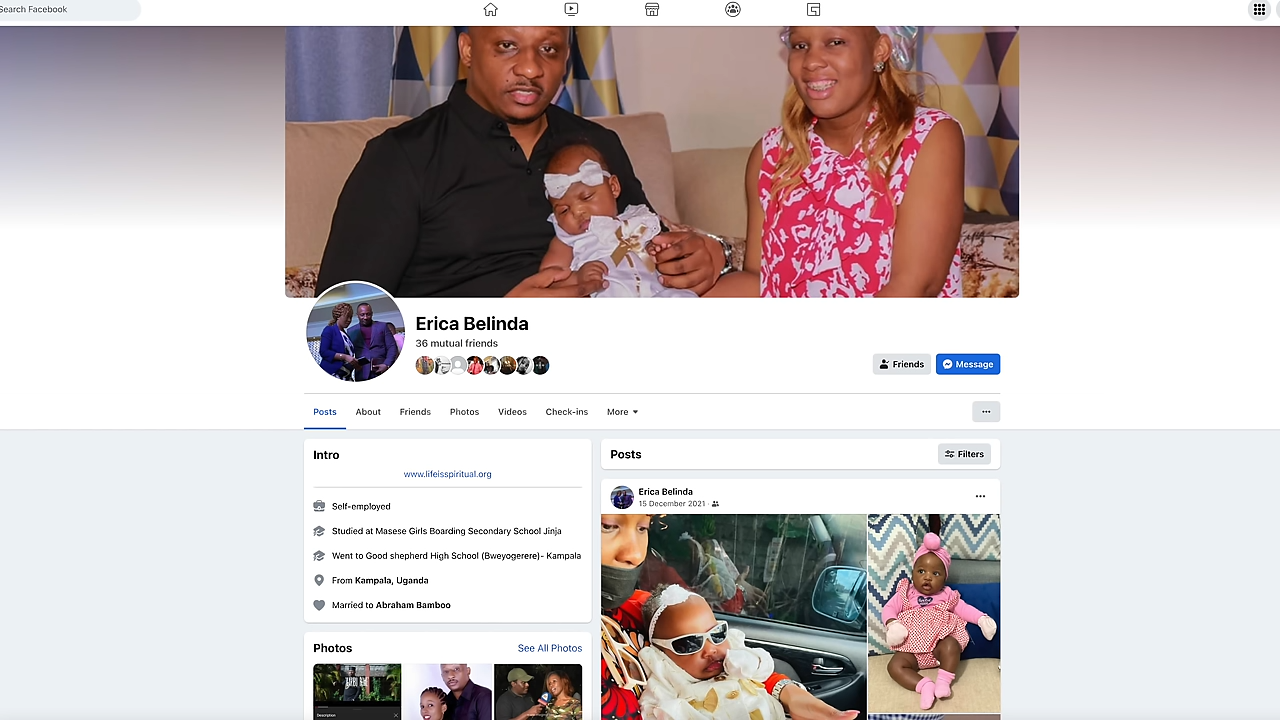 Search Facebook
Erica Belinda
36 mutual friends
Friends
Message
Posts
About
Friends
Photos
Videos
Check-ins
More
Intro
www.lifeisspiritual.org
Self-employed
Studied at Masese Girls Boarding Secondary School Jinja
Went to Good shepherd High School (Bweyogerere)- Kampala
From Kampala, Uganda
Married to Abraham Bamboo
Photos
See All Photos
Description
Posts
Filters
Erica Belinda
15 December 2021 ·